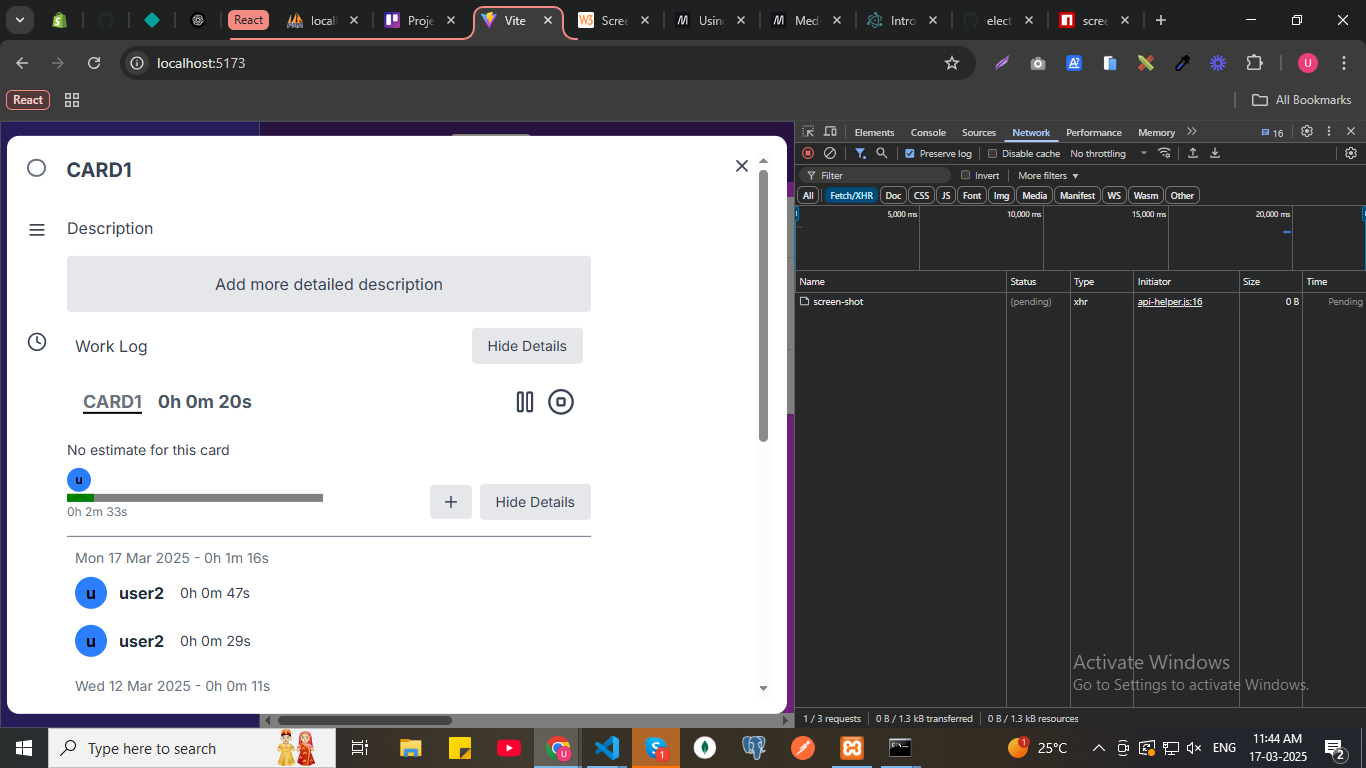 React
locall
Proje
Vite
Scree
Usin
Med
Intro
elect
scree
localhost:5173
U
React
All Bookmarks
CARD1
Description
Add more detailed description
Work Log
Hide Details
CARD1 0h 0m 20s
No estimate for this card
u
0h 2m 33s
+ Hide Details
Mon 17 Mar 2025 - 0h 1m 16s
u user2 0h 0m 47s
u user2 0h 0m 29s
Wed 12 Mar 2025 - 0h 0m 11s
Elements Console Sources Network Performance Memory 16
Preserve log Disable cache No throttling
Filter Invert More filters
All Fetch/XHR Doc CSS JS Font Img Media Manifest WS Wasm Other
5,000 ms 10,000 ms 15,000 ms 20,000 ms
Name Status Type Initiator Size Time
screen-shot (pending) xhr api-helper.js:16 0 B Pending
Activate Windows
Go to Settings to activate Windows.
1 / 3 requests 0 B / 1.3 kB transferred 0 B / 1.3 kB resources
Type here to search
U
1
1
25°C
ENG
11:44 AM
17-03-2025
2